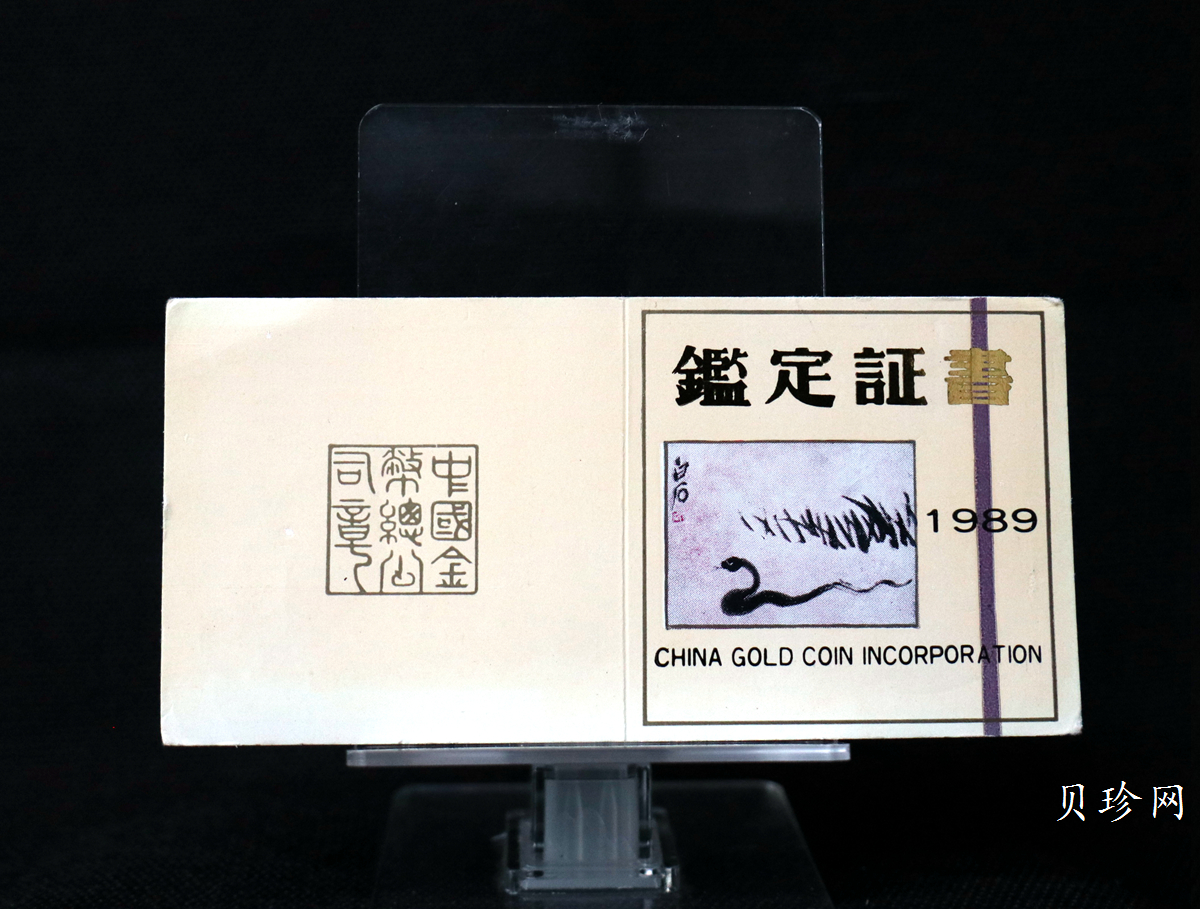 中國金
幣總公
司章
鑑定証書
白石
1989
CHINA GOLD COIN INCORPORATION
贝珍网